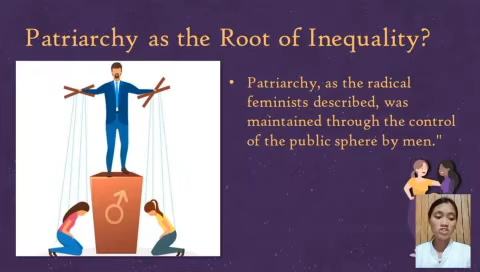 Patriarchy as the Root of Inequality?
• Patriarchy, as the radical
feminists described, was
maintained through the control
of the public sphere by men."